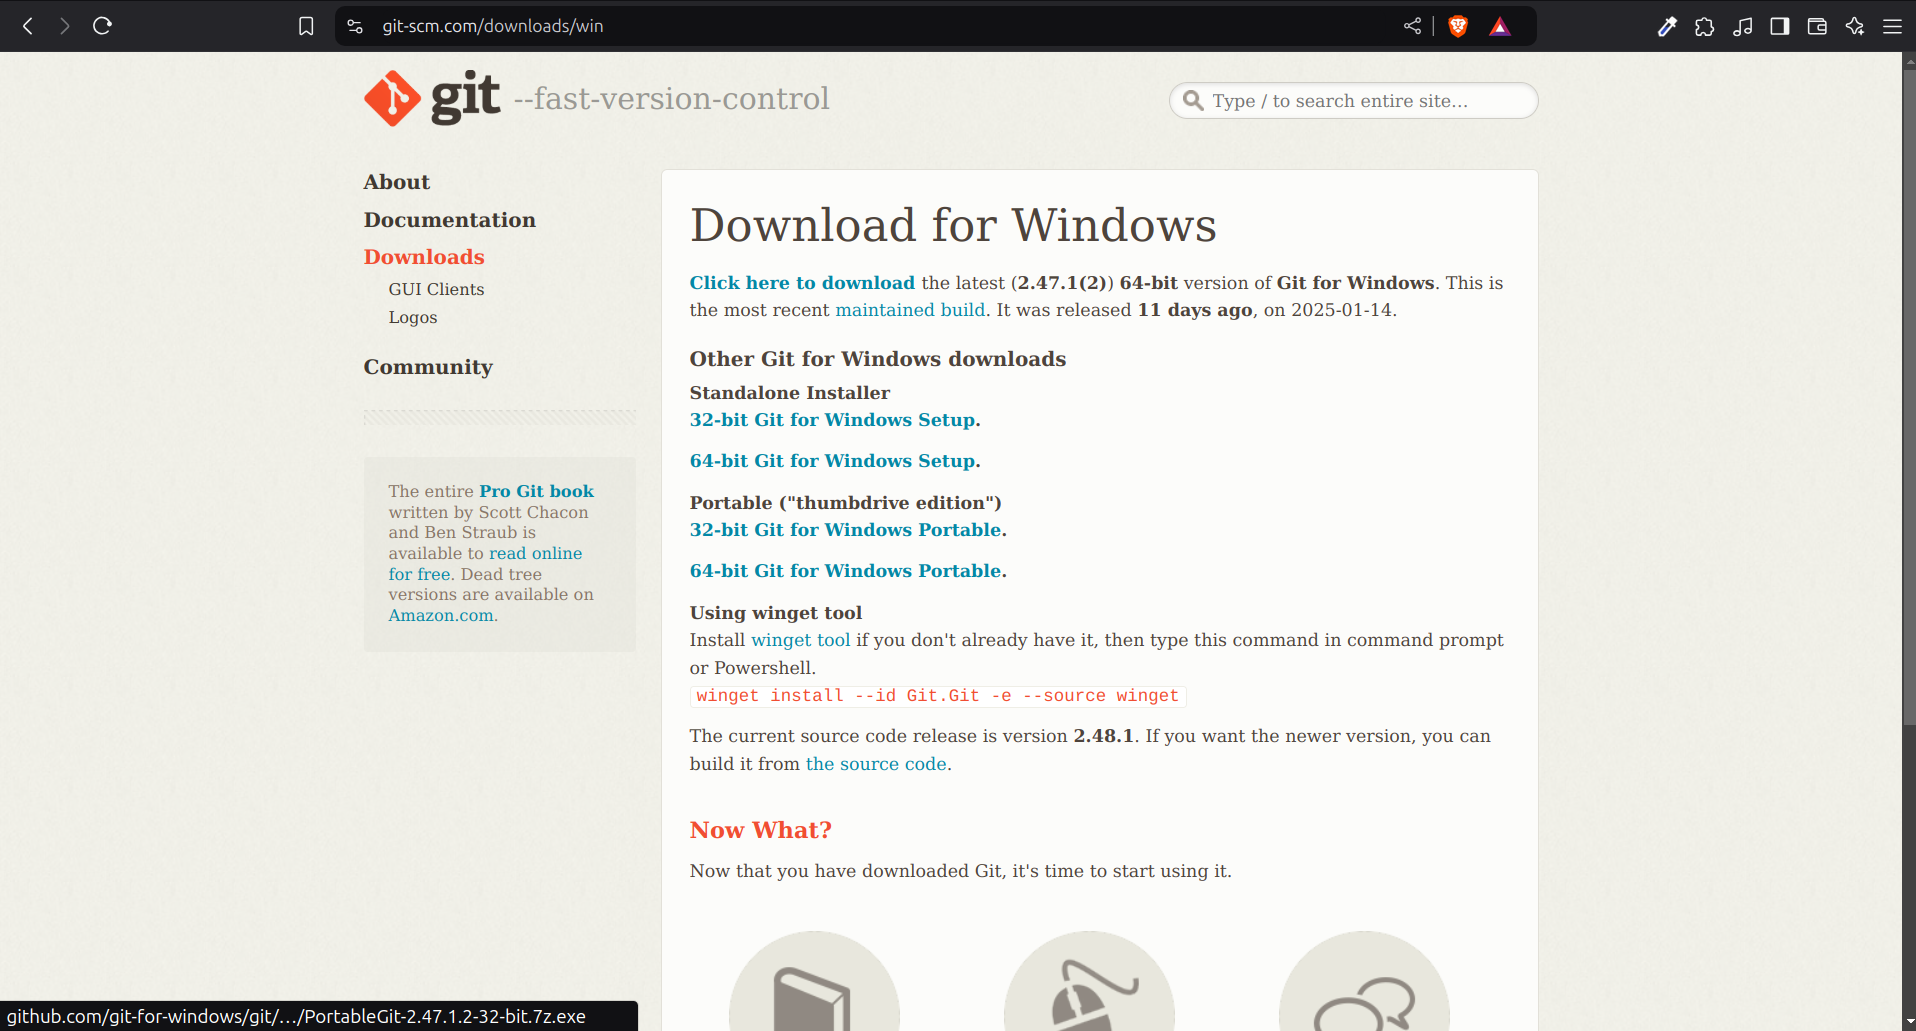 git-scm.com/downloads/win
git --fast-version-control
Type / to search entire site…
About
Documentation
Downloads
GUI Clients
Logos
Community
The entire Pro Git book
written by Scott Chacon
and Ben Straub is
available to read online
for free. Dead tree
versions are available on
Amazon.com.
Download for Windows
Click here to download the latest (2.47.1(2)) 64-bit version of Git for Windows. This is
the most recent maintained build. It was released 11 days ago, on 2025-01-14.
Other Git for Windows downloads
Standalone Installer
32-bit Git for Windows Setup.
64-bit Git for Windows Setup.
Portable ("thumbdrive edition")
32-bit Git for Windows Portable.
64-bit Git for Windows Portable.
Using winget tool
Install winget tool if you don't already have it, then type this command in command prompt
or Powershell.
winget install --id Git.Git -e --source winget
The current source code release is version 2.48.1. If you want the newer version, you can
build it from the source code.
Now What?
Now that you have downloaded Git, it's time to start using it.
github.com/git-for-windows/git/…/PortableGit-2.47.1.2-32-bit.7z.exe